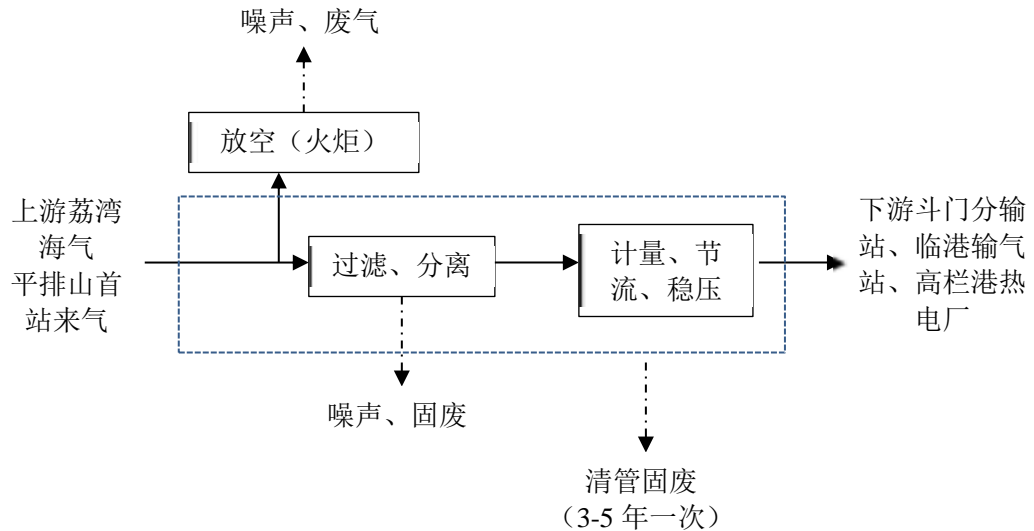 噪声、废气
放空（火炬）
上游荔湾
海气
平排山首
站来气
过滤、分离
计量、节
流、稳压
下游斗门分输
站、临港输气
站、高栏港热
电厂
噪声、固废
清管固废
（3-5 年一次）